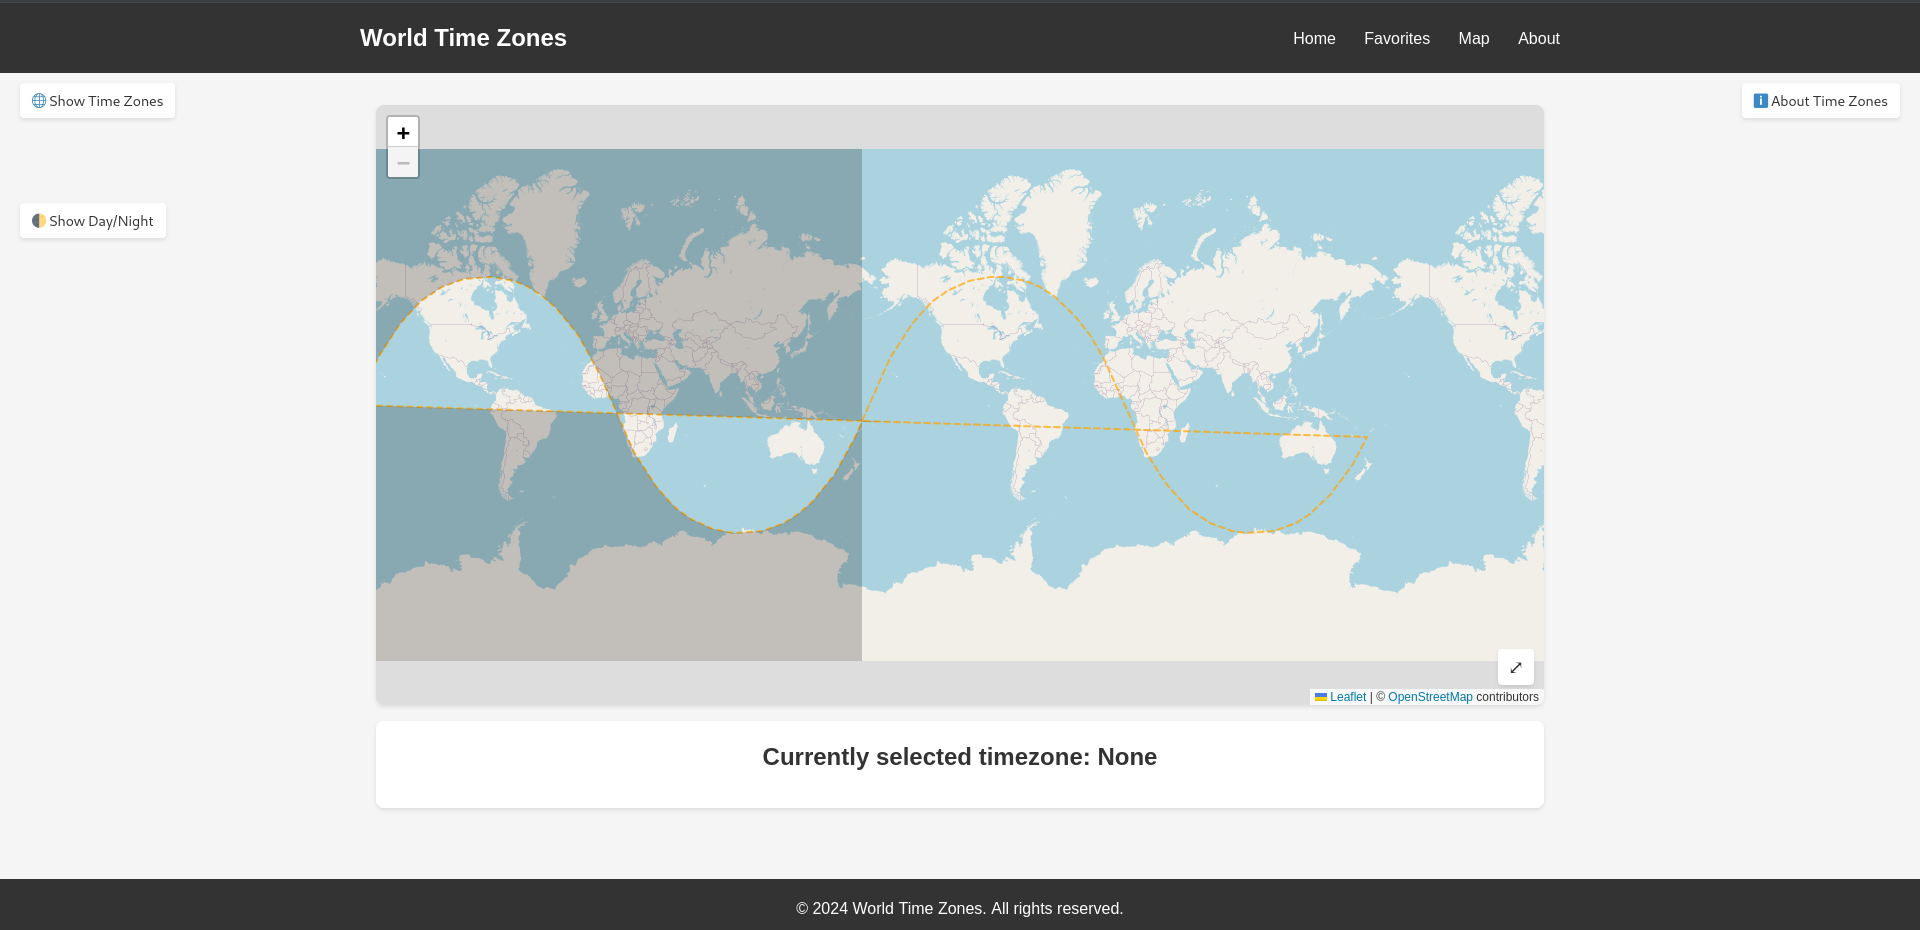 World Time Zones
Home Favorites Map About
Show Time Zones
About Time Zones
Show Day/Night
+
−
Leaflet | © OpenStreetMap contributors
Currently selected timezone: None
© 2024 World Time Zones. All rights reserved.